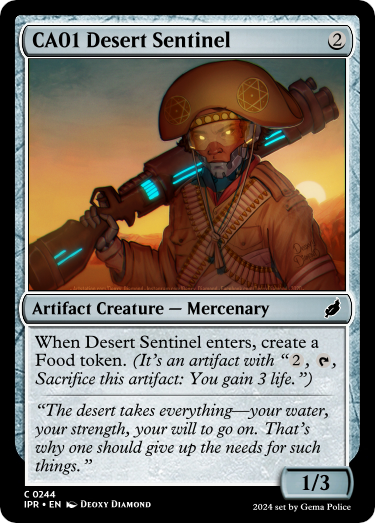 CA01 Desert Sentinel 2
Artifact Creature — Mercenary
When Desert Sentinel enters, create a
Food token. (It's an artifact with “2, ,
Sacrifice this artifact: You gain 3 life.”)
“The desert takes everything—your water,
your strength, your will to go on. That's
why one should give up the needs for such
things.”
1/3
C 0244
IPR • EN Deoxy Diamond
2024 set by Gema Police